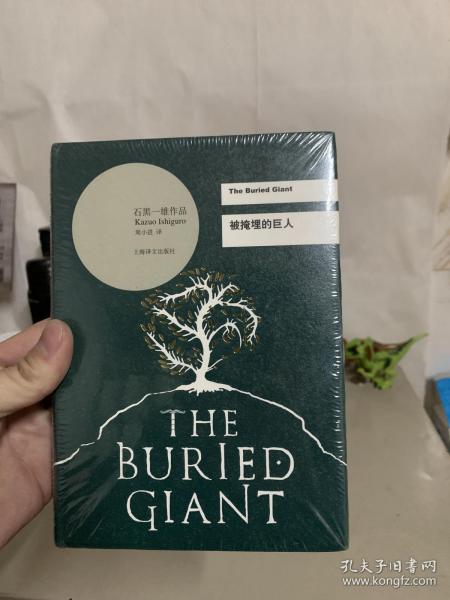 石黑一雄作品
Kazuo Ishiguro
周小进 译
上海译文出版社
The Buried Giant
被掩埋的巨人
THE
BURIED
GIANT
孔夫子旧书网
www.kongfz.com